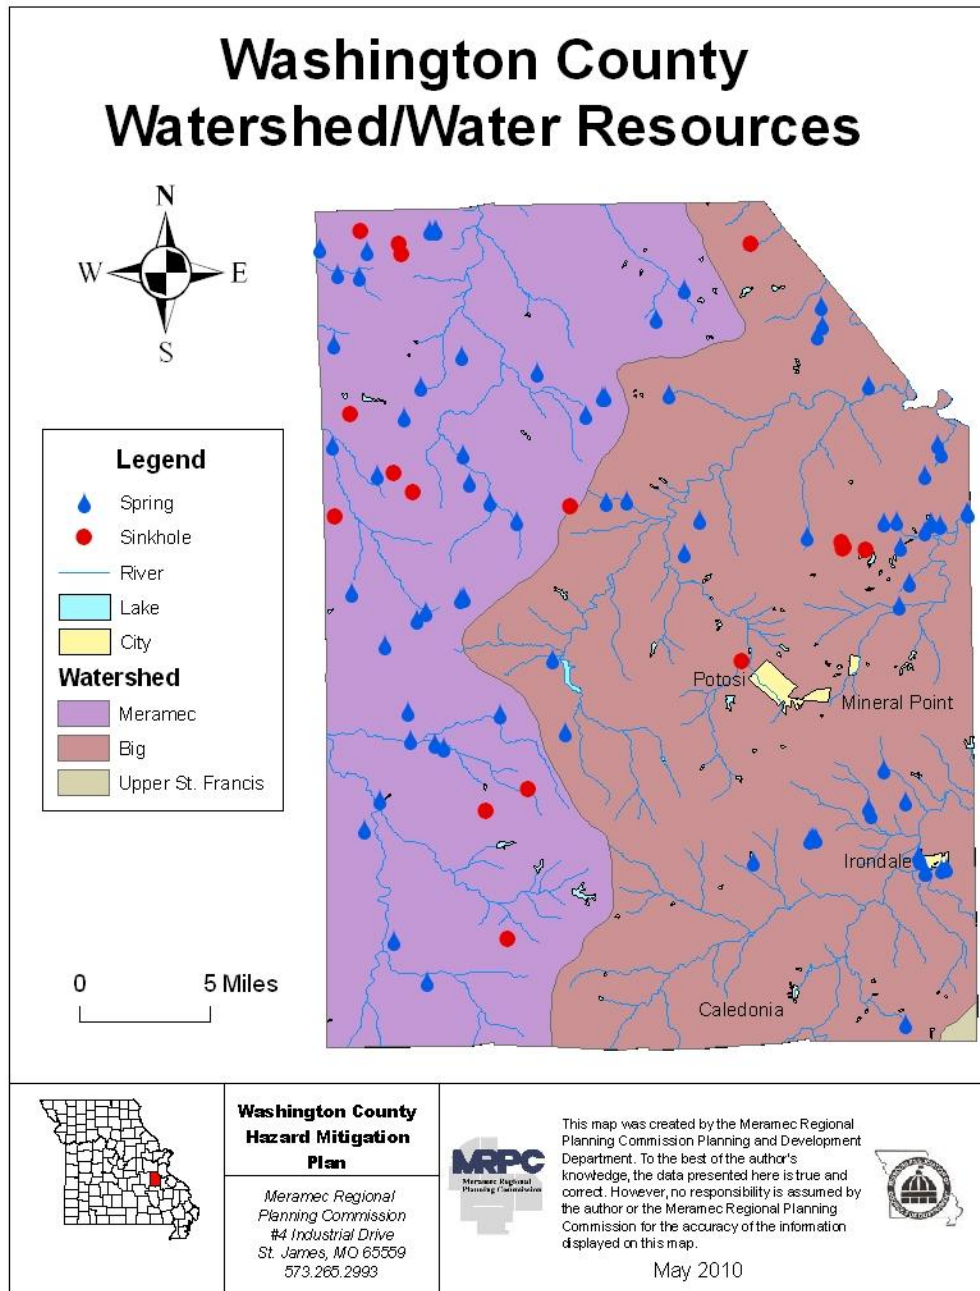 Washington County
Watershed/Water Resources
N
W
E
S
Legend
Spring
Sinkhole
River
Lake
City
Watershed
Meramec
Big
Upper St. Francis
Potosi
Mineral Point
Irondale
Caledonia
0 5 Miles
Washington County
Hazard Mitigation
Plan
Meramec Regional
Planning Commission
#4 Industrial Drive
St. James, MO 65559
573.265.2993
MRPC
Meramec Regional
Planning Commission
This map was created by the Meramec Regional
Planning Commission Planning and Development
Department. To the best of the author's
knowledge, the data presented here is true and
correct. However, no responsibility is assumed by
the author or the Meramec Regional Planning
Commission for the accuracy of the information
displayed on this map.
May 2010